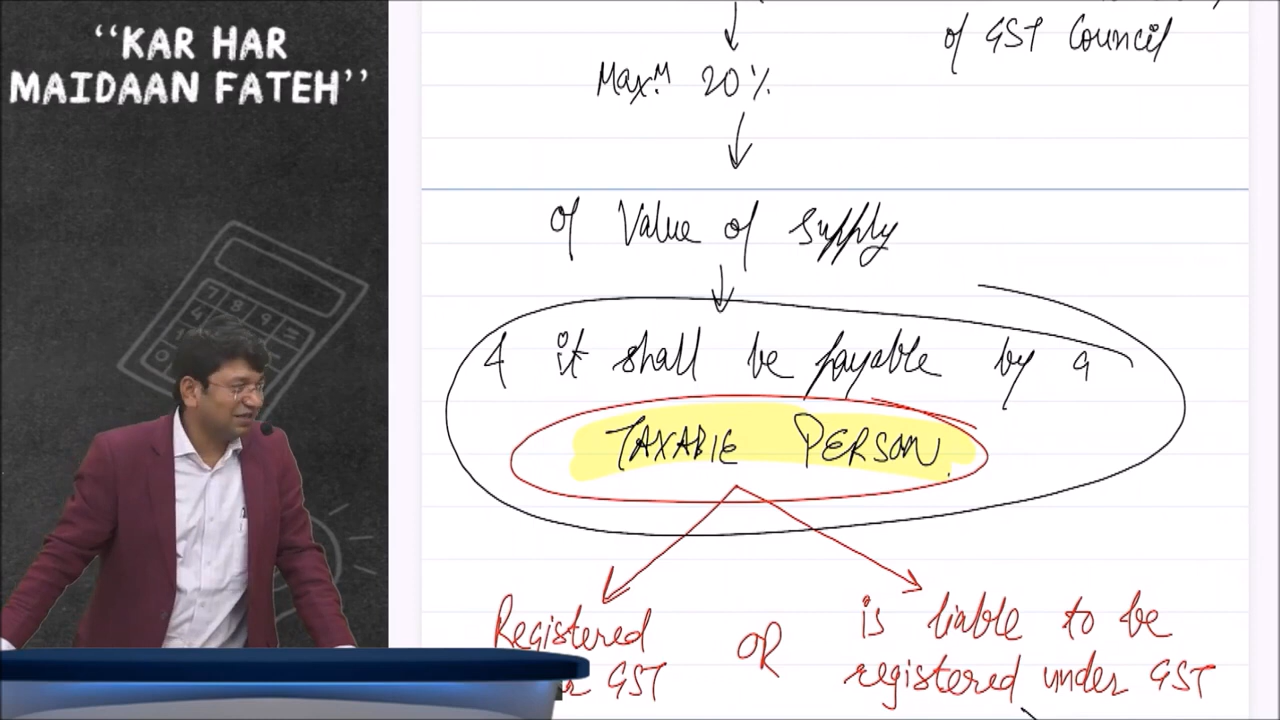 “KAR HAR
MAIDAAN FATEH”
of GST Council
Max.M 20%
of Value of Supply
& it shall be payable by a
TAXABLE PERSON.
Registered
GST
OR
is liable to be
registered under GST